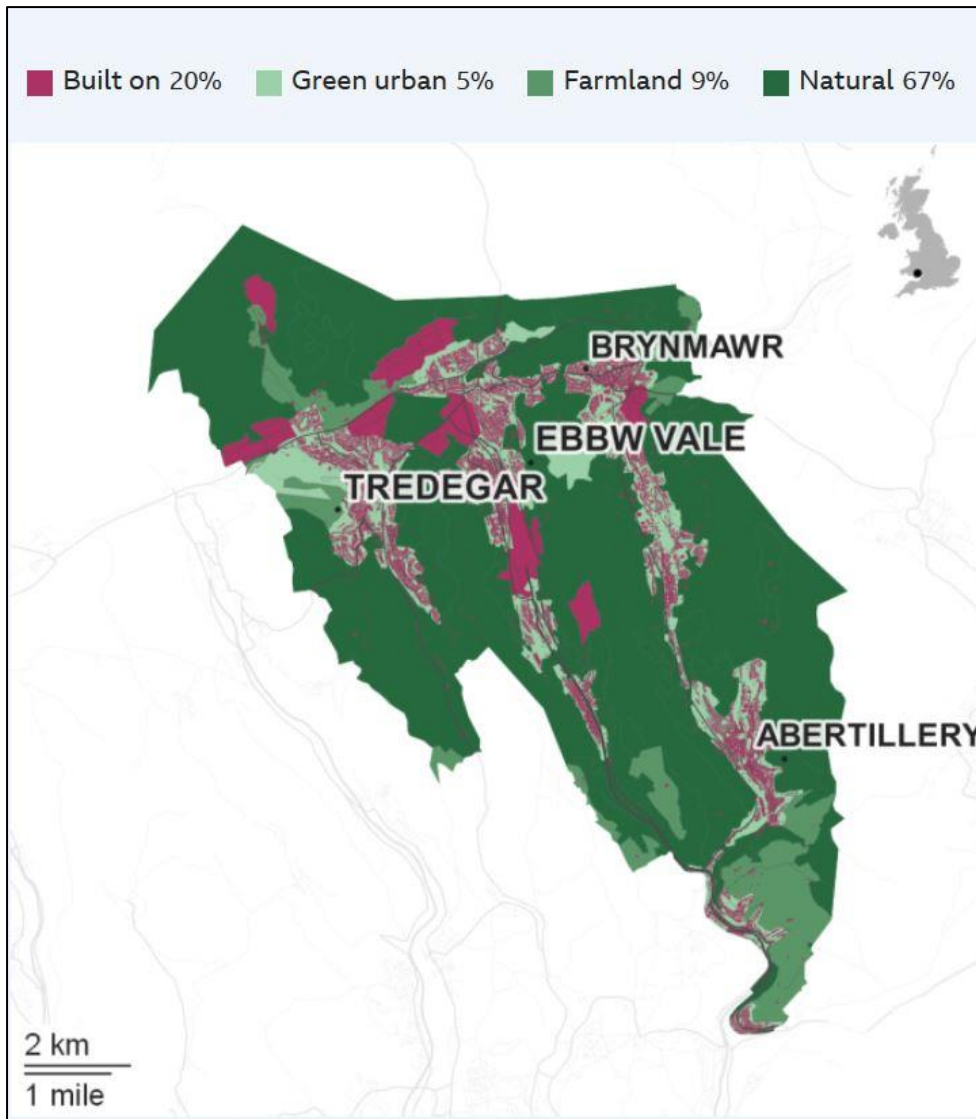 Built on 20% Green urban 5% Farmland 9% Natural 67%
BRYNMAWR
EBBW VALE
TREDEGAR
ABERTILLERY
2 km
1 mile